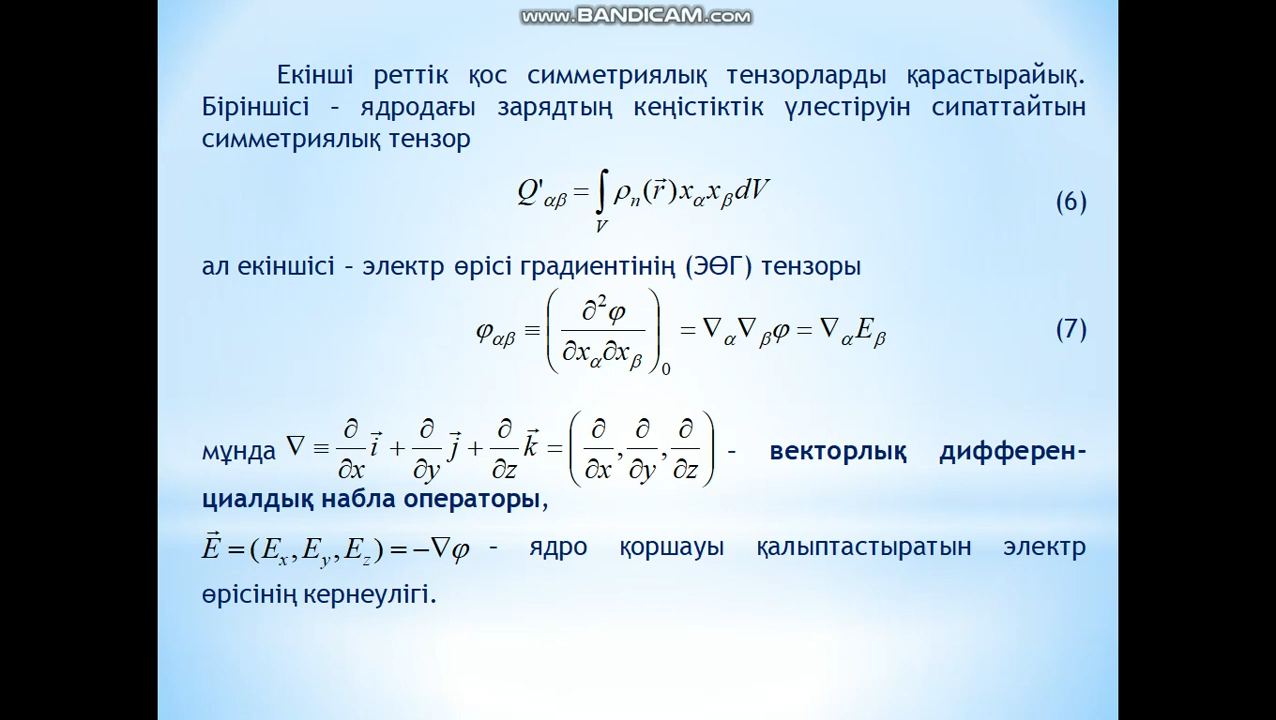 www.BANDICAM.com
Екінші реттік қос симметриялық тензорларды қарастырайық.
Біріншісі – ядродағы зарядтың кеңістіктік үлестіруін сипаттайтын
симметриялық тензор
Q'αβ = ∫V ρn(r⃗)xαxβdV (6)
ал екіншісі – электр өрісі градиентінің (ЭӨГ) тензоры
φαβ ≡ (∂²φ/∂xα∂xβ)₀ = ∇α∇βφ = ∇αEβ (7)
мұнда ∇ ≡ ∂/∂x i⃗ + ∂/∂y j⃗ + ∂/∂z k⃗ = (∂/∂x, ∂/∂y, ∂/∂z) – векторлық дифферен-
циалдық набла операторы,
E⃗ = (Ex, Ey, Ez) = −∇φ – ядро қоршауы қалыптастыратын электр
өрісінің кернеулігі.